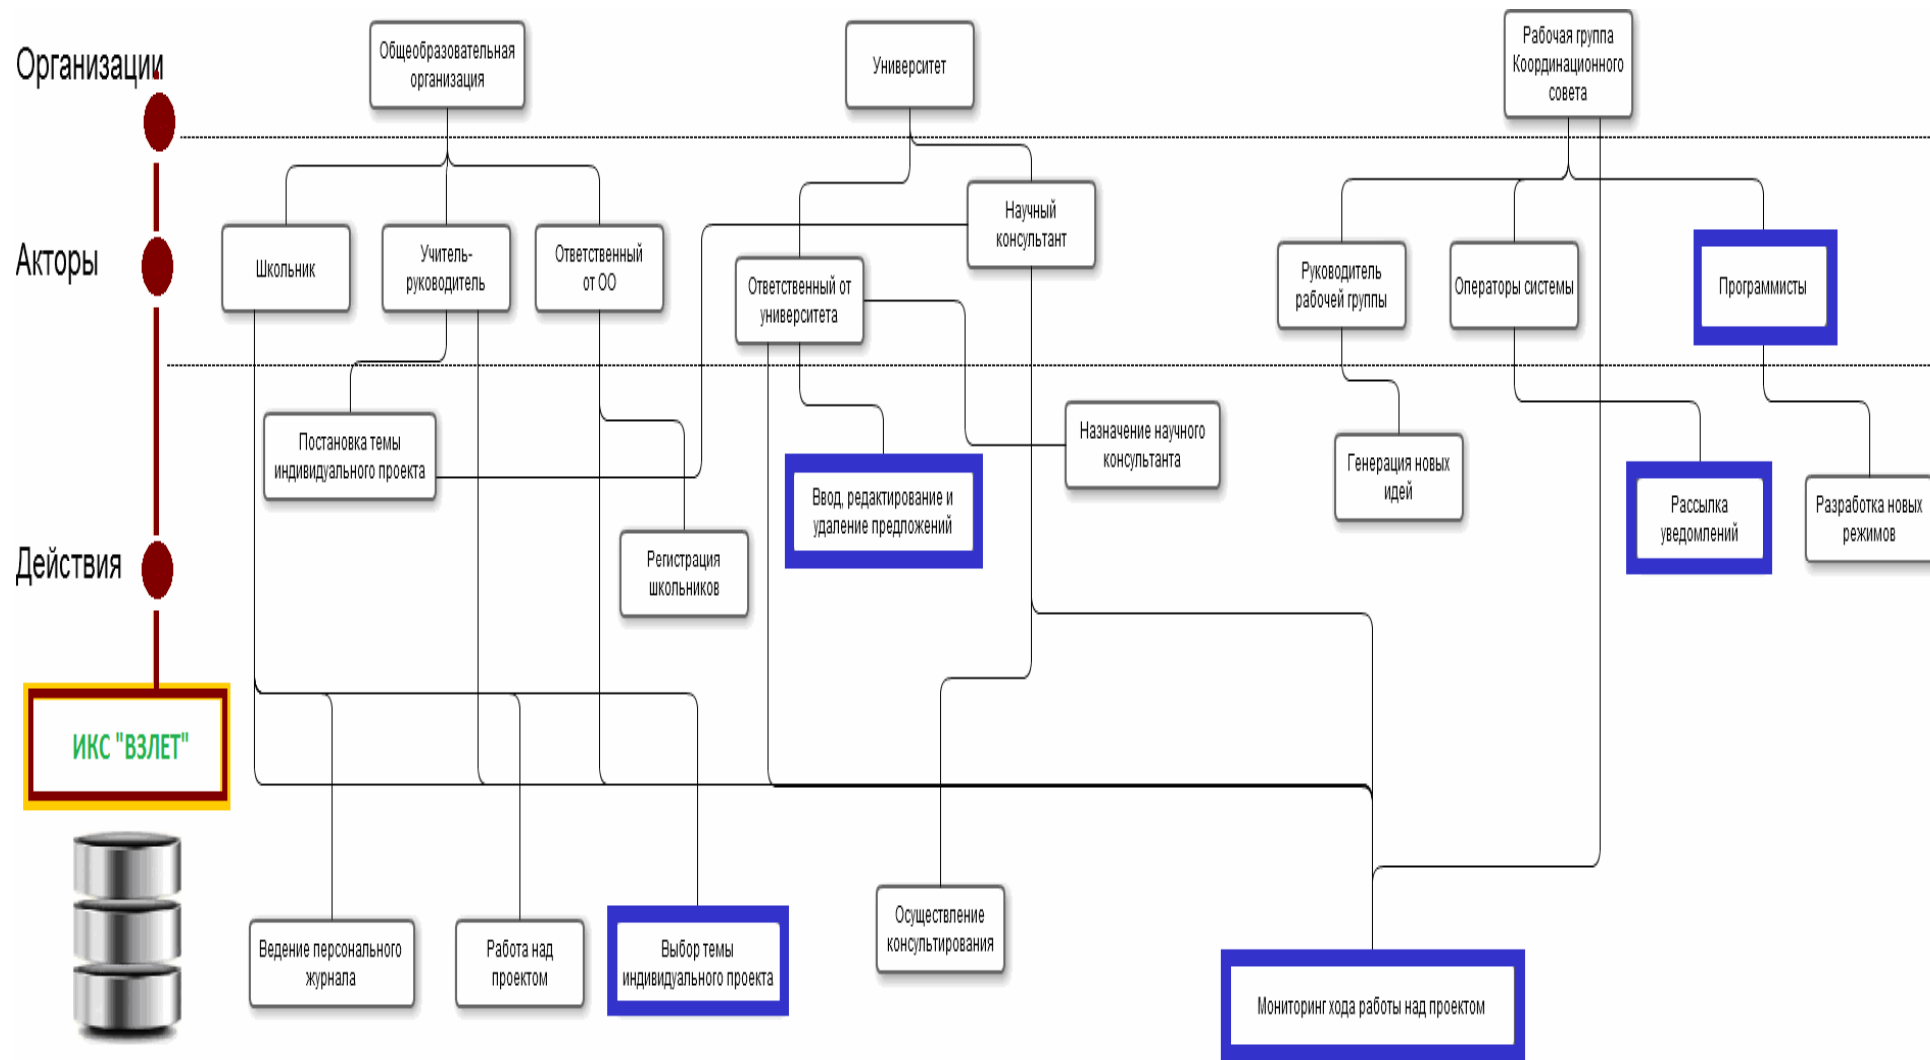 Организации
Общеобразовательная
организация
Университет
Рабочая группа
Координационного
совета
Акторы
Школьник
Учитель-
руководитель
Ответственный
от ОО
Научный
консультант
Ответственный от
университета
Руководитель
рабочей группы
Операторы системы
Программисты
Действия
Постановка темы
индивидуального проекта
Регистрация
школьников
Ввод, редактирование и
удаление предложений
Назначение научного
консультанта
Генерация новых
идей
Рассылка
уведомлений
Разработка новых
режимов
ИКС "ВЗЛЕТ"
Ведение персонального
журнала
Работа над
проектом
Выбор темы
индивидуального проекта
Осуществление
консультирования
Мониторинг хода работы над проектом